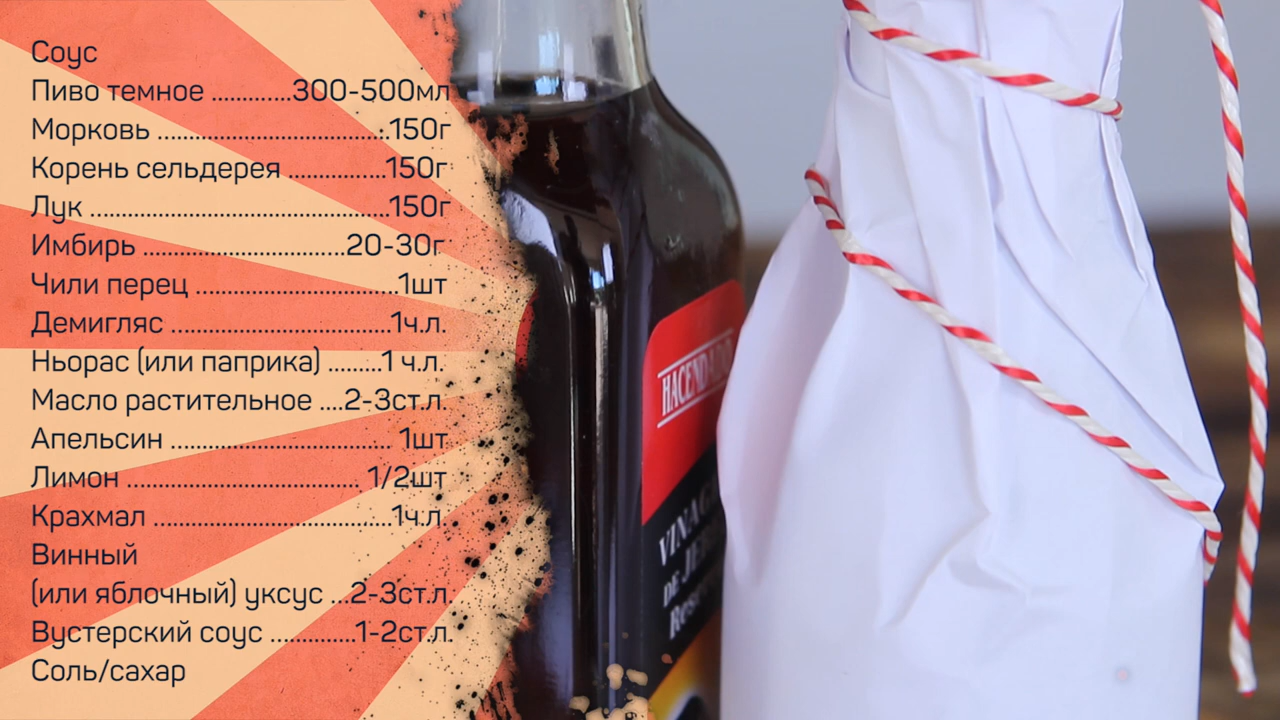 Соус
Пиво темное ............300-500мл
Морковь ..................................150г
Корень сельдерея ..............150г
Лук ............................................150г
Имбирь ..............................20-30г
Чили перец ..............................1шт
Демигляс .................................1ч.л.
Ньорас (или паприка) .........1 ч.л.
Масло растительное ....2-3ст.л.
Апельсин ................................. 1шт
Лимон ................................... 1/2шт
Крахмал ...................................1ч.л.
Винный
(или яблочный) уксус ...2-3ст.л.
Вустерский соус .............1-2ст.л.
Соль/сахар
HACENDADO
DE